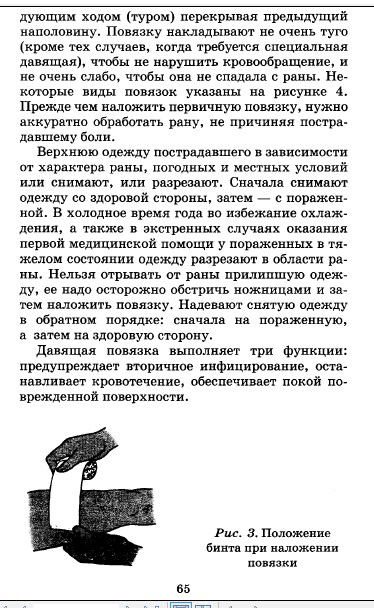 дующим ходом (туром) перекрывая предыдущий
наполовину. Повязку накладывают не очень туго
(кроме тех случаев, когда требуется специальная
давящая), чтобы не нарушить кровообращение, и
не очень слабо, чтобы она не спадала с раны. Не-
которые виды повязок указаны на рисунке 4.
Прежде чем наложить первичную повязку, нужно
аккуратно обработать рану, не причиняя постра-
давшему боли.
Верхнюю одежду пострадавшего в зависимости
от характера раны, погодных и местных условий
или снимают, или разрезают. Сначала снимают
одежду со здоровой стороны, затем — с поражен-
ной. В холодное время года во избежание охлаж-
дения, а также в экстренных случаях оказания
первой медицинской помощи у пораженных в тя-
желом состоянии одежду разрезают в области ра-
ны. Нельзя отрывать от раны прилипшую одеж-
ду, ее надо осторожно обстричь ножницами и за-
тем наложить повязку. Надевают снятую одежду
в обратном порядке: сначала на пораженную,
а затем на здоровую сторону.
Давящая повязка выполняет три функции:
предупреждает вторичное инфицирование, оста-
навливает кровотечение, обеспечивает покой по-
врежденной поверхности.
Рис. 3. Положение
бинта при наложении
повязки
65